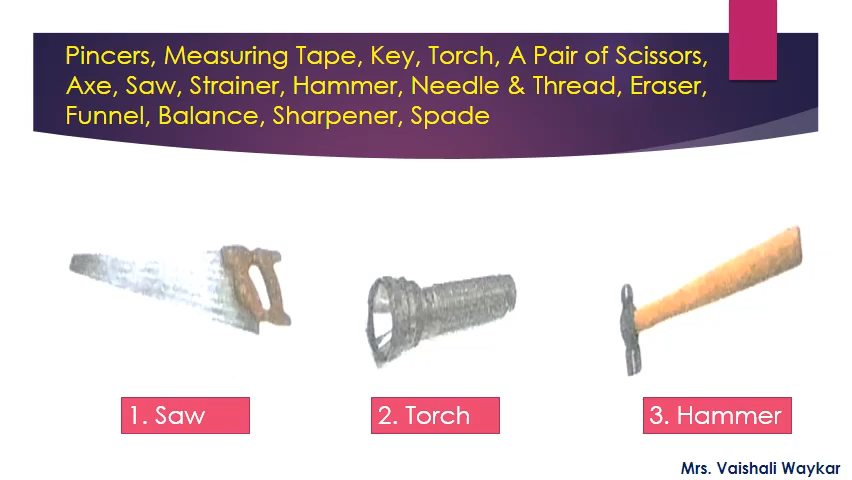 Pincers, Measuring Tape, Key, Torch, A Pair of Scissors,
Axe, Saw, Strainer, Hammer, Needle & Thread, Eraser,
Funnel, Balance, Sharpener, Spade
1. Saw
2. Torch
3. Hammer
Mrs. Vaishali Waykar